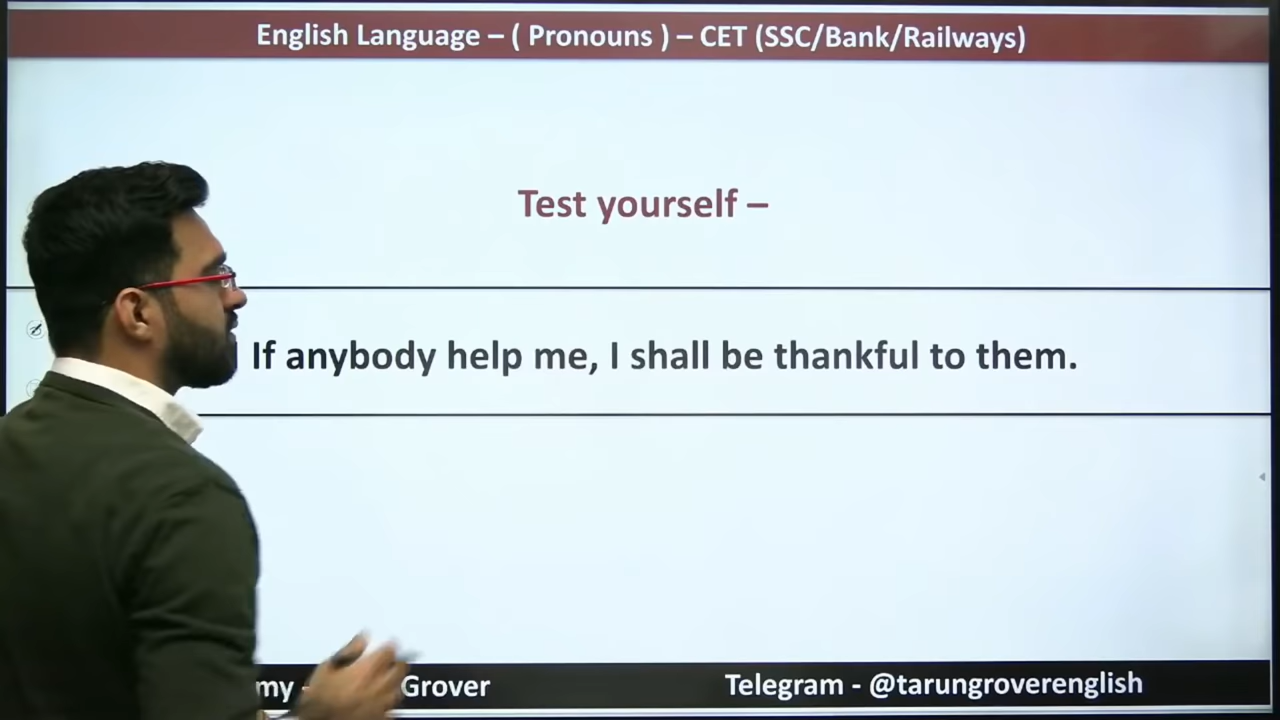 English Language – ( Pronouns ) – CET (SSC/Bank/Railways)
Test yourself –
If anybody help me, I shall be thankful to them.
my - Grover
Telegram - @tarungroverenglish